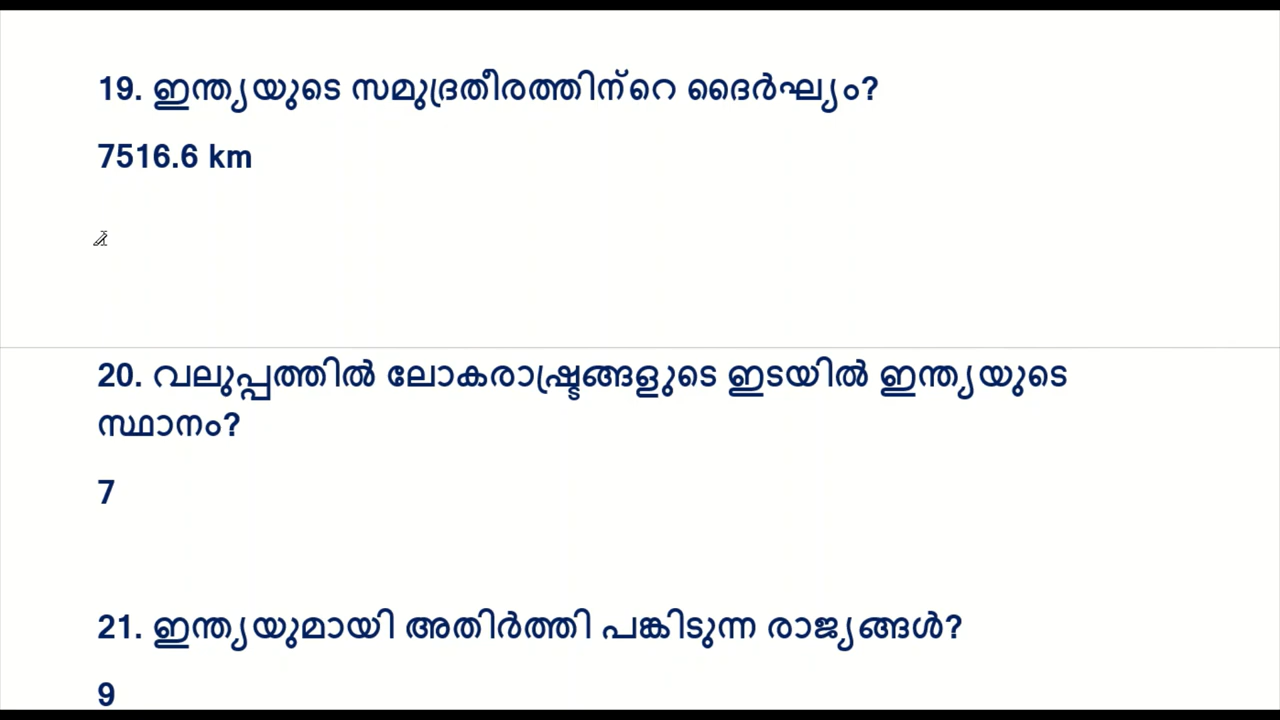 19. ഇന്ത്യയുടെ സമുദ്രതീരത്തിന്റെ ദൈർഘ്യം?
7516.6 km
20. വലുപ്പത്തിൽ ലോകരാഷ്ട്രങ്ങളുടെ ഇടയിൽ ഇന്ത്യയുടെ
സ്ഥാനം?
7
21. ഇന്ത്യയുമായി അതിർത്തി പങ്കിടുന്ന രാജ്യങ്ങൾ?
9